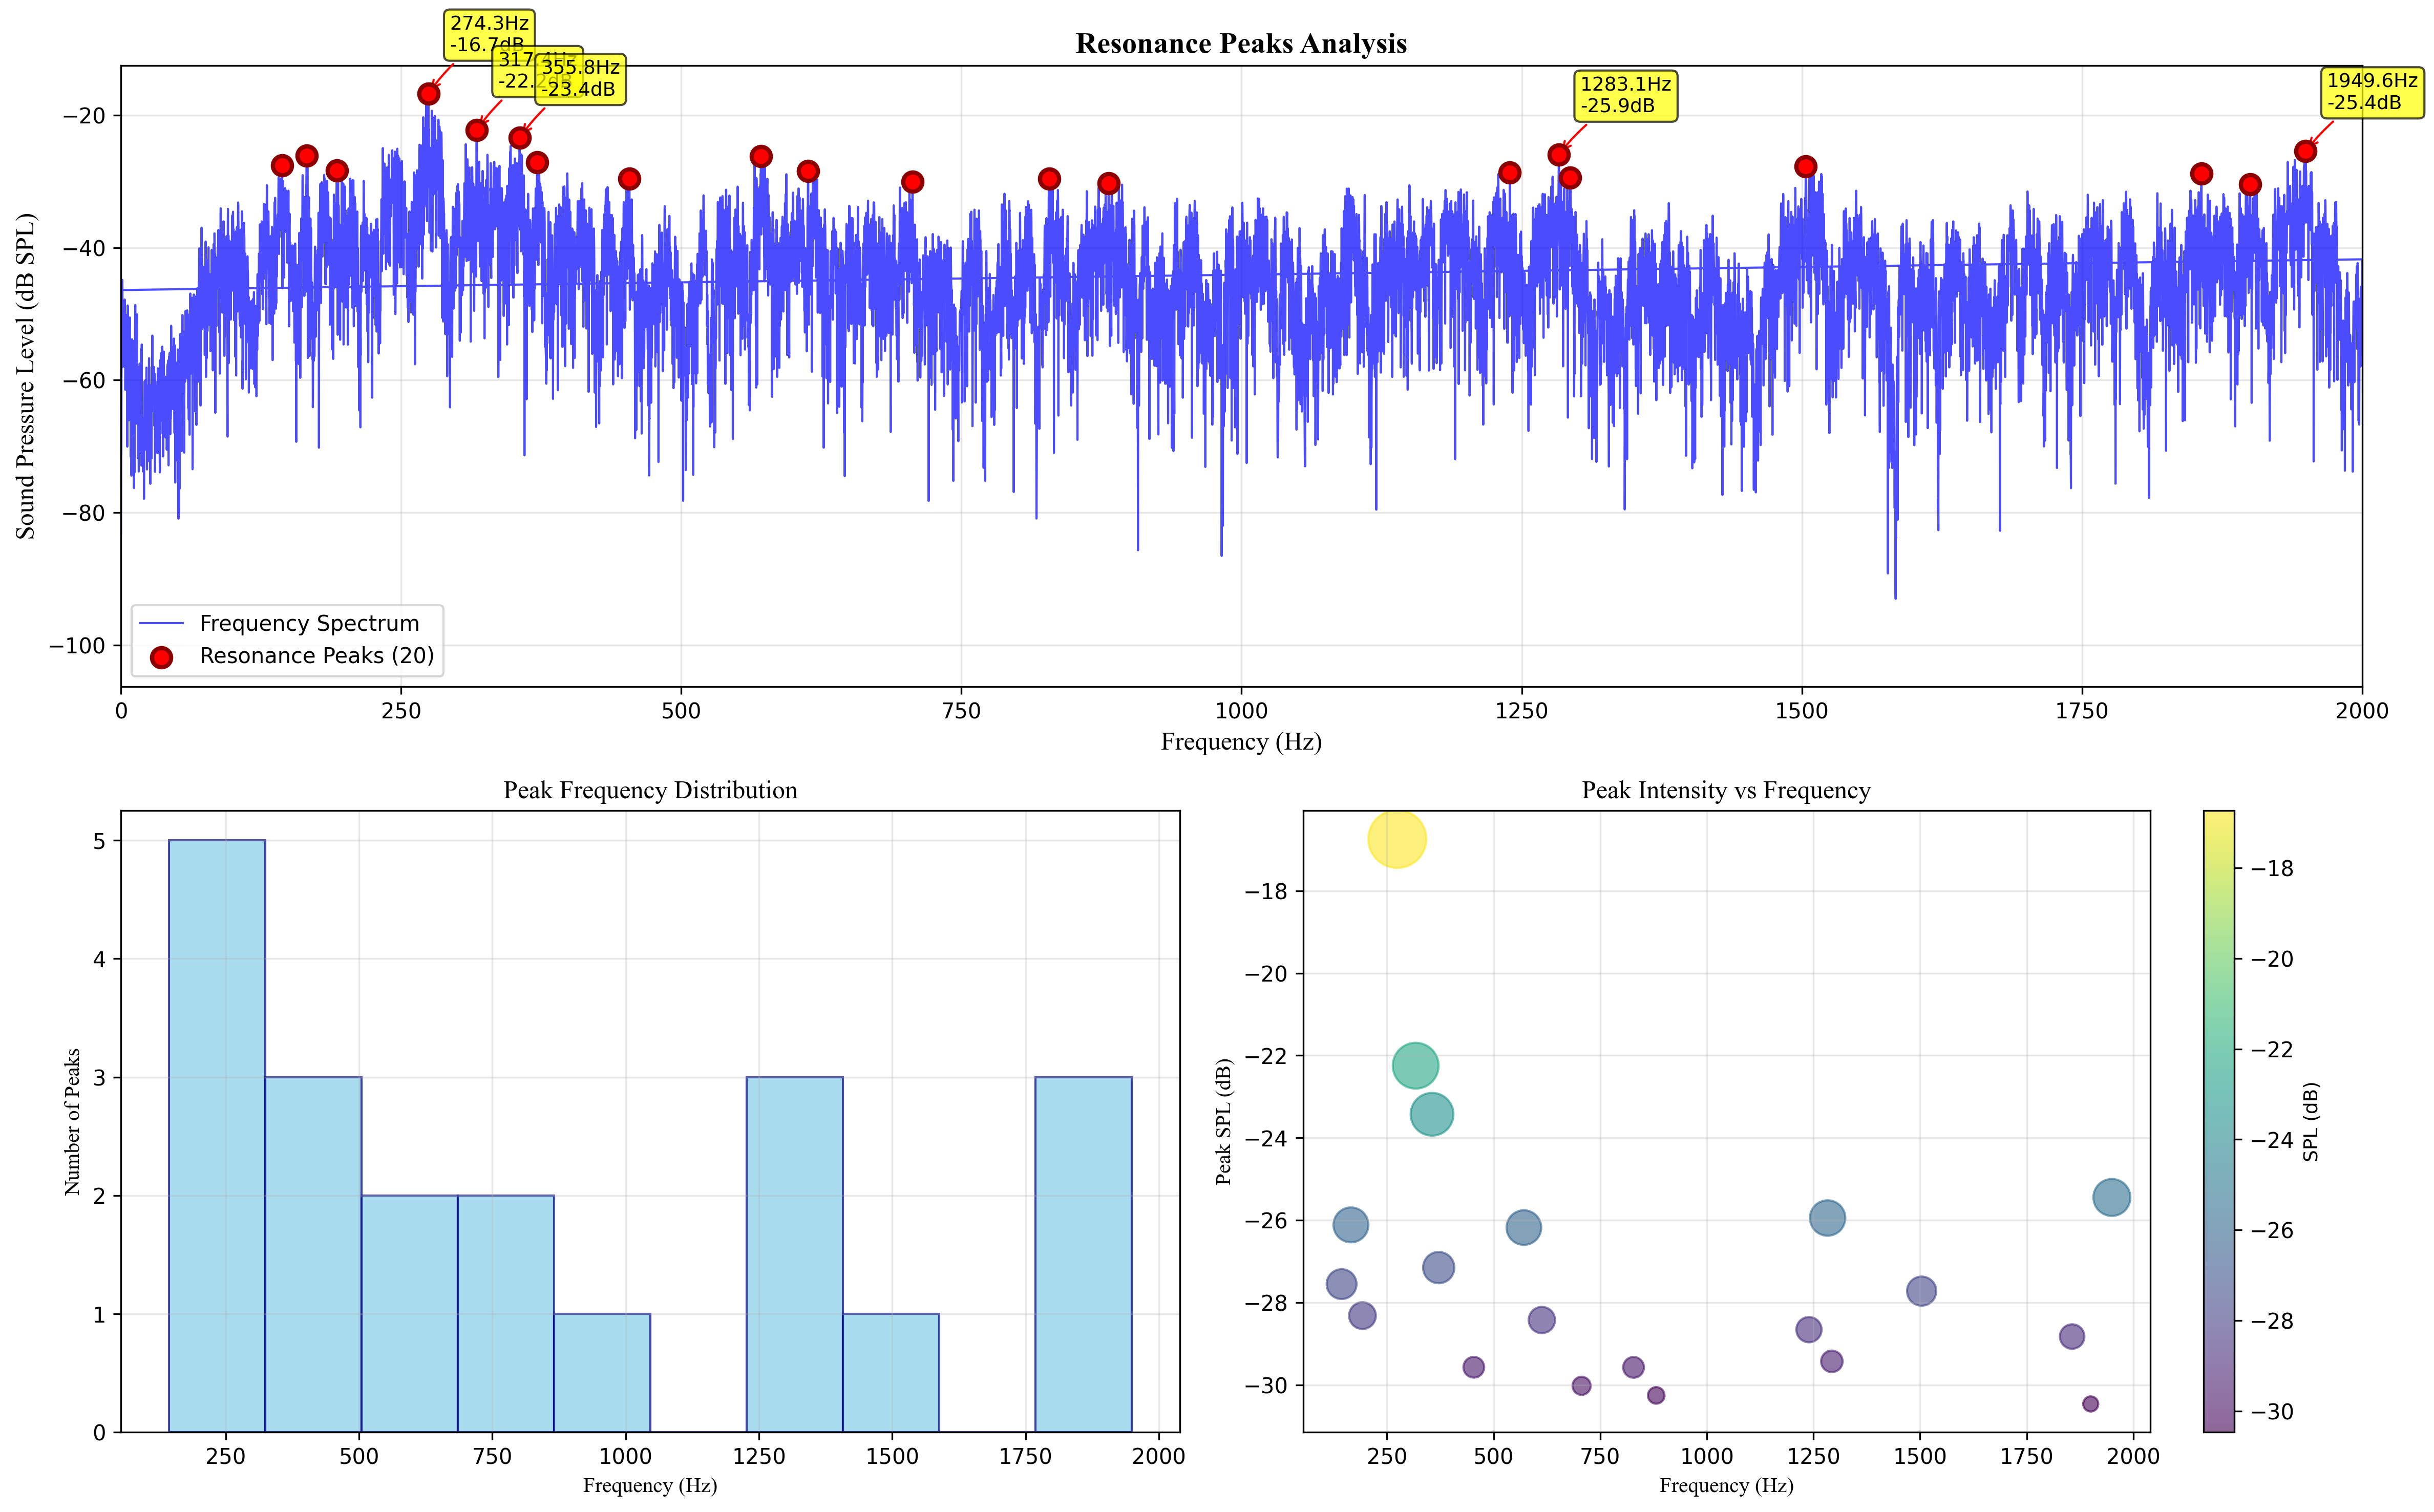 Resonance Peaks Analysis
274.3Hz
-16.7dB
-22.2dB
355.8Hz
-23.4dB
1283.1Hz
-25.9dB
1949.6Hz
-25.4dB
Sound Pressure Level (dB SPL)
−20
−40
−60
−80
−100
Frequency Spectrum
Resonance Peaks (20)
0 250 500 750 1000 1250 1500 1750 2000
Frequency (Hz)
Peak Frequency Distribution
Number of Peaks
5
4
3
2
1
0
250 500 750 1000 1250 1500 1750 2000
Frequency (Hz)
Peak Intensity vs Frequency
Peak SPL (dB)
−18
−20
−22
−24
−26
−28
−30
250 500 750 1000 1250 1500 1750 2000
Frequency (Hz)
−18
−20
−22
−24
−26
−28
−30
SPL (dB)